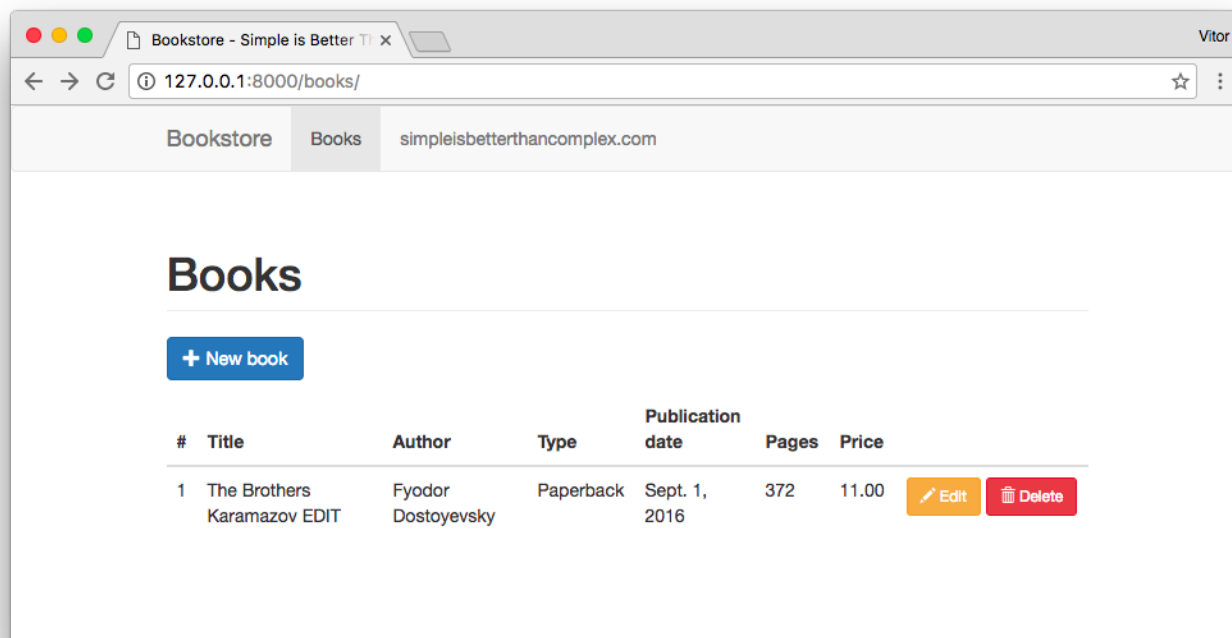 Bookstore - Simple is Better Th
Vitor
127.0.0.1:8000/books/
Bookstore Books simpleisbetterthancomplex.com
Books
New book
# Title Author Type Publication date Pages Price
1 The Brothers Karamazov EDIT Fyodor Dostoyevsky Paperback Sept. 1, 2016 372 11.00 Edit Delete